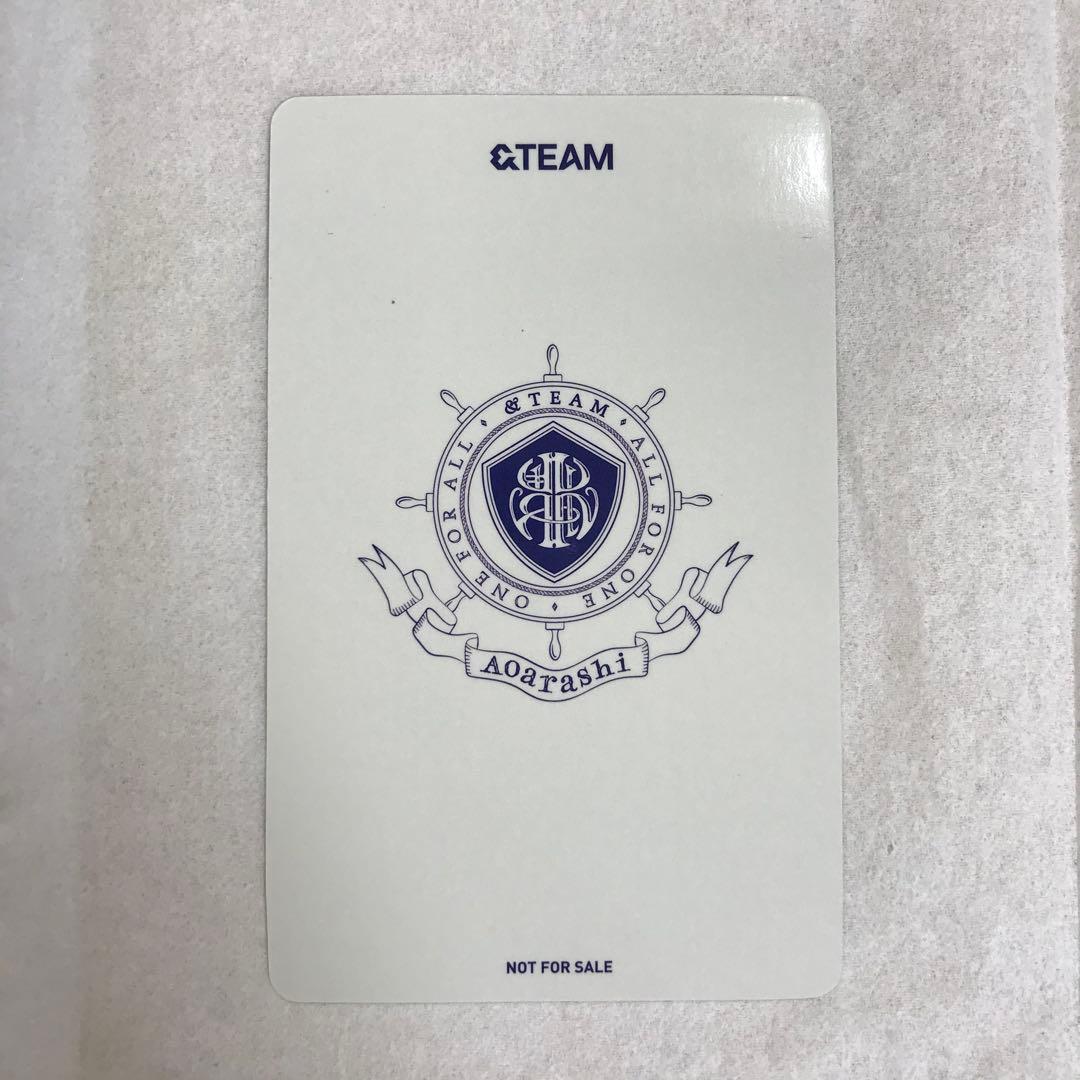 &TEAM
&TEAM ♦ ALL FOR ONE ♦ ONE FOR ALL ♦
Aoarashi
NOT FOR SALE